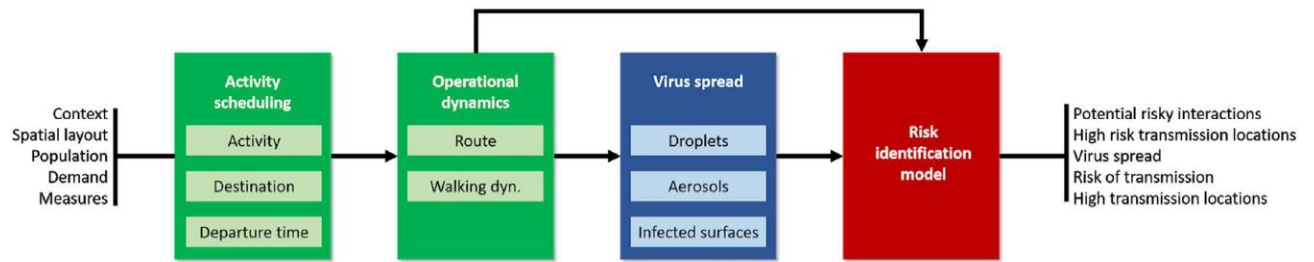 Context
Spatial layout
Population
Demand
Measures
Activity
scheduling
Activity
Destination
Departure time
Operational
dynamics
Route
Walking dyn.
Virus spread
Droplets
Aerosols
Infected surfaces
Risk
identification
model
Potential risky interactions
High risk transmission locations
Virus spread
Risk of transmission
High transmission locations